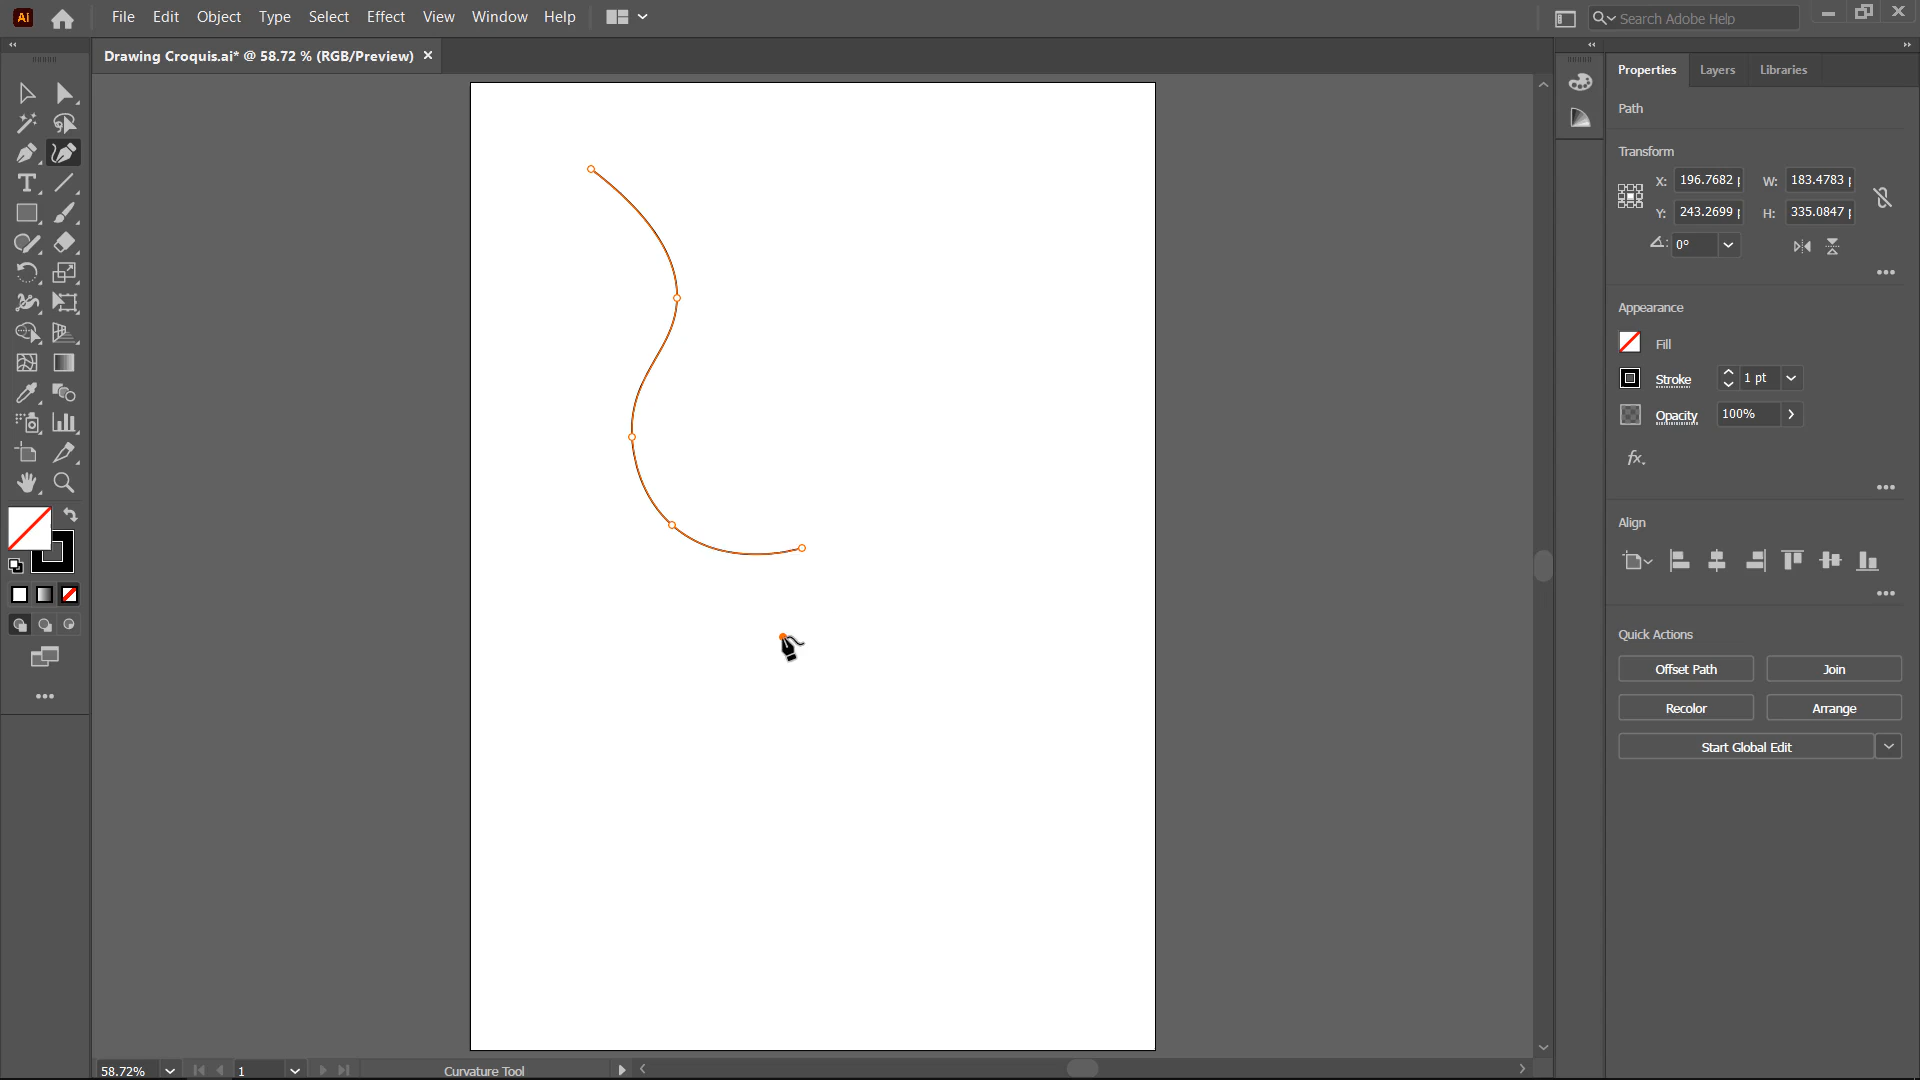 Ai File Edit Object Type Select Effect View Window Help Search Adobe Help
Drawing Croquis.ai* @ 58.72 % (RGB/Preview) ×
Properties Layers Libraries
Path
Transform
X: 196.7682 W: 183.4783
Y: 243.2699 H: 335.0847
0°
Appearance
Fill
Stroke 1 pt
Opacity 100%
fx.
Align
Quick Actions
Offset Path Join
Recolor Arrange
Start Global Edit
58.72% 1 Curvature Tool